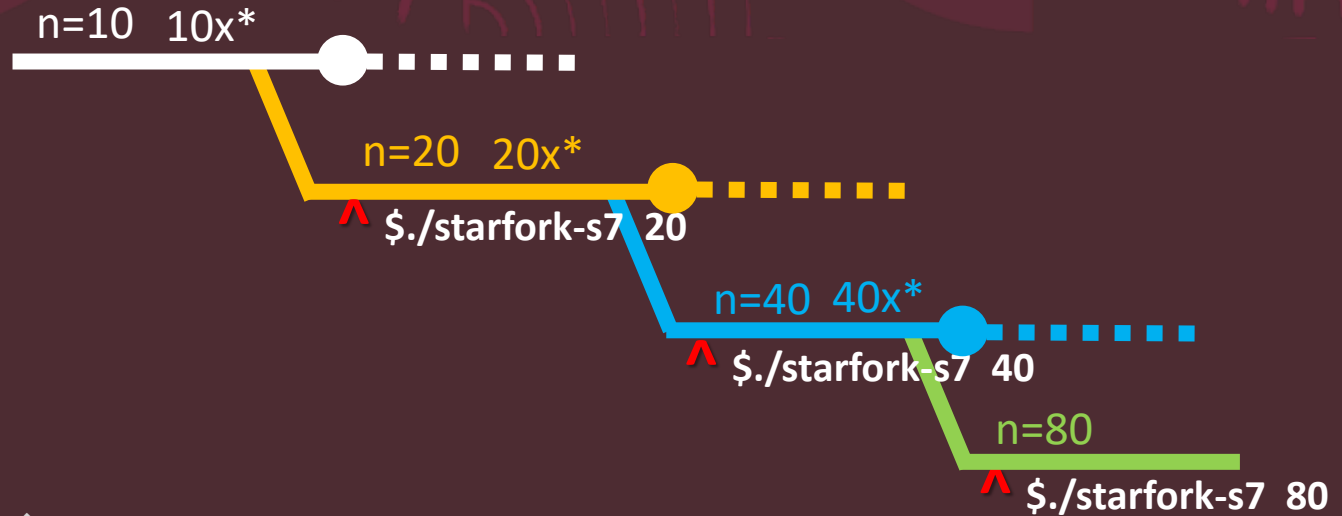 n=10 10x*
n=20 20x*
^ $./starfork-s7 20
n=40 40x*
^ $./starfork-s7 40
n=80
^ $./starfork-s7 80